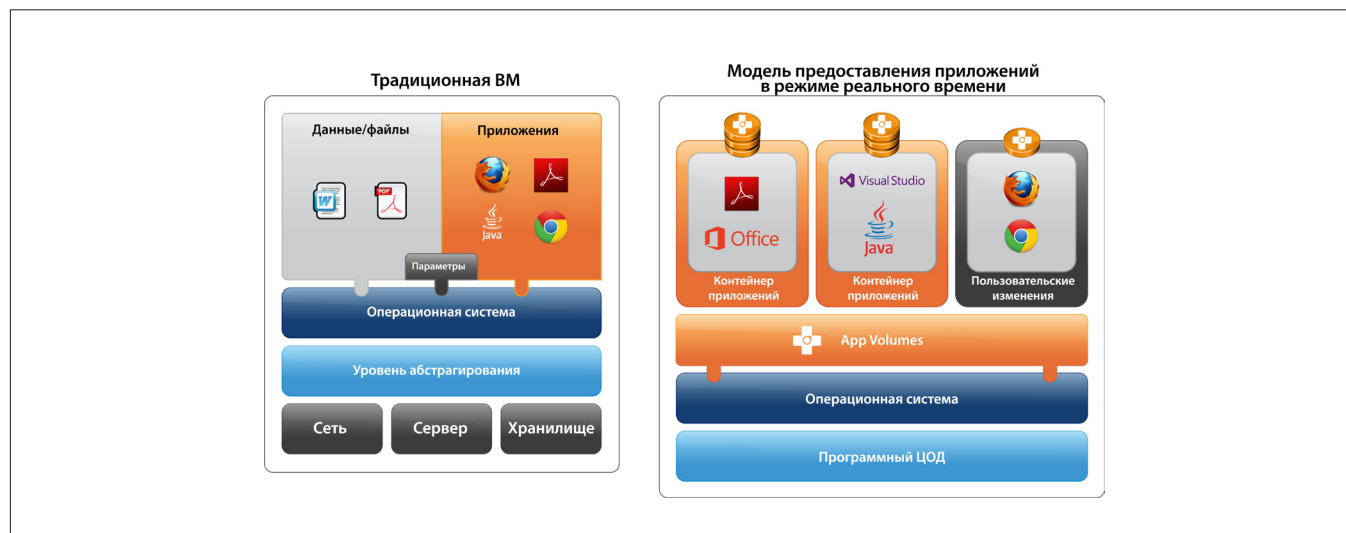 Традиционная ВМ
Данные/файлы
Приложения
W
PDF
Java
Параметры
Операционная система
Уровень абстрагирования
Сеть
Сервер
Хранилище
Модель предоставления приложений
в режиме реального времени
Office
Контейнер
приложений
Visual Studio
Java
Контейнер
приложений
Пользовательские
изменения
App Volumes
Операционная система
Программный ЦОД